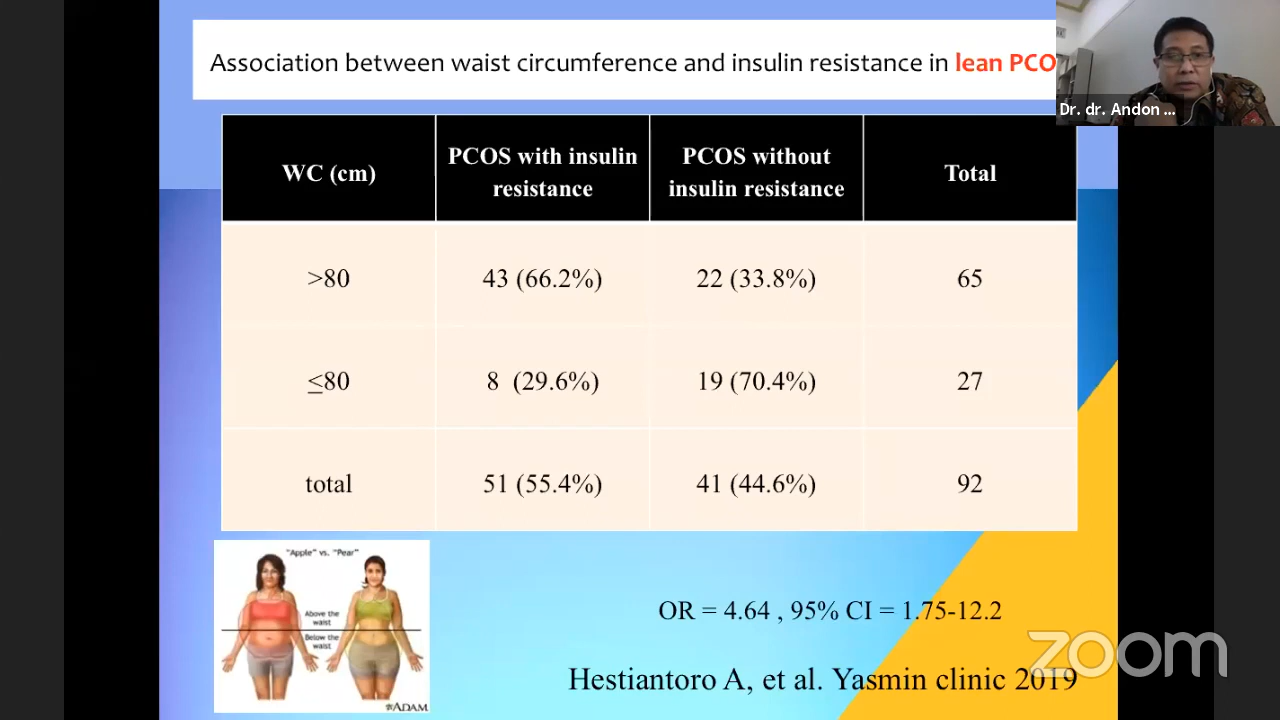 Association between waist circumference and insulin resistance in lean PCO
Dr. dr. Andon ...
WC (cm)
PCOS with insulin
resistance
PCOS without
insulin resistance
Total
>80
43 (66.2%)
22 (33.8%)
65
≤80
8 (29.6%)
19 (70.4%)
27
total
51 (55.4%)
41 (44.6%)
92
"Apple" vs. "Pear"
Above the
waist
Below the
waist
ADAM
OR = 4.64 , 95% CI = 1.75-12.2
Hestiantoro A, et al. Yasmin clinic 2019
zoom